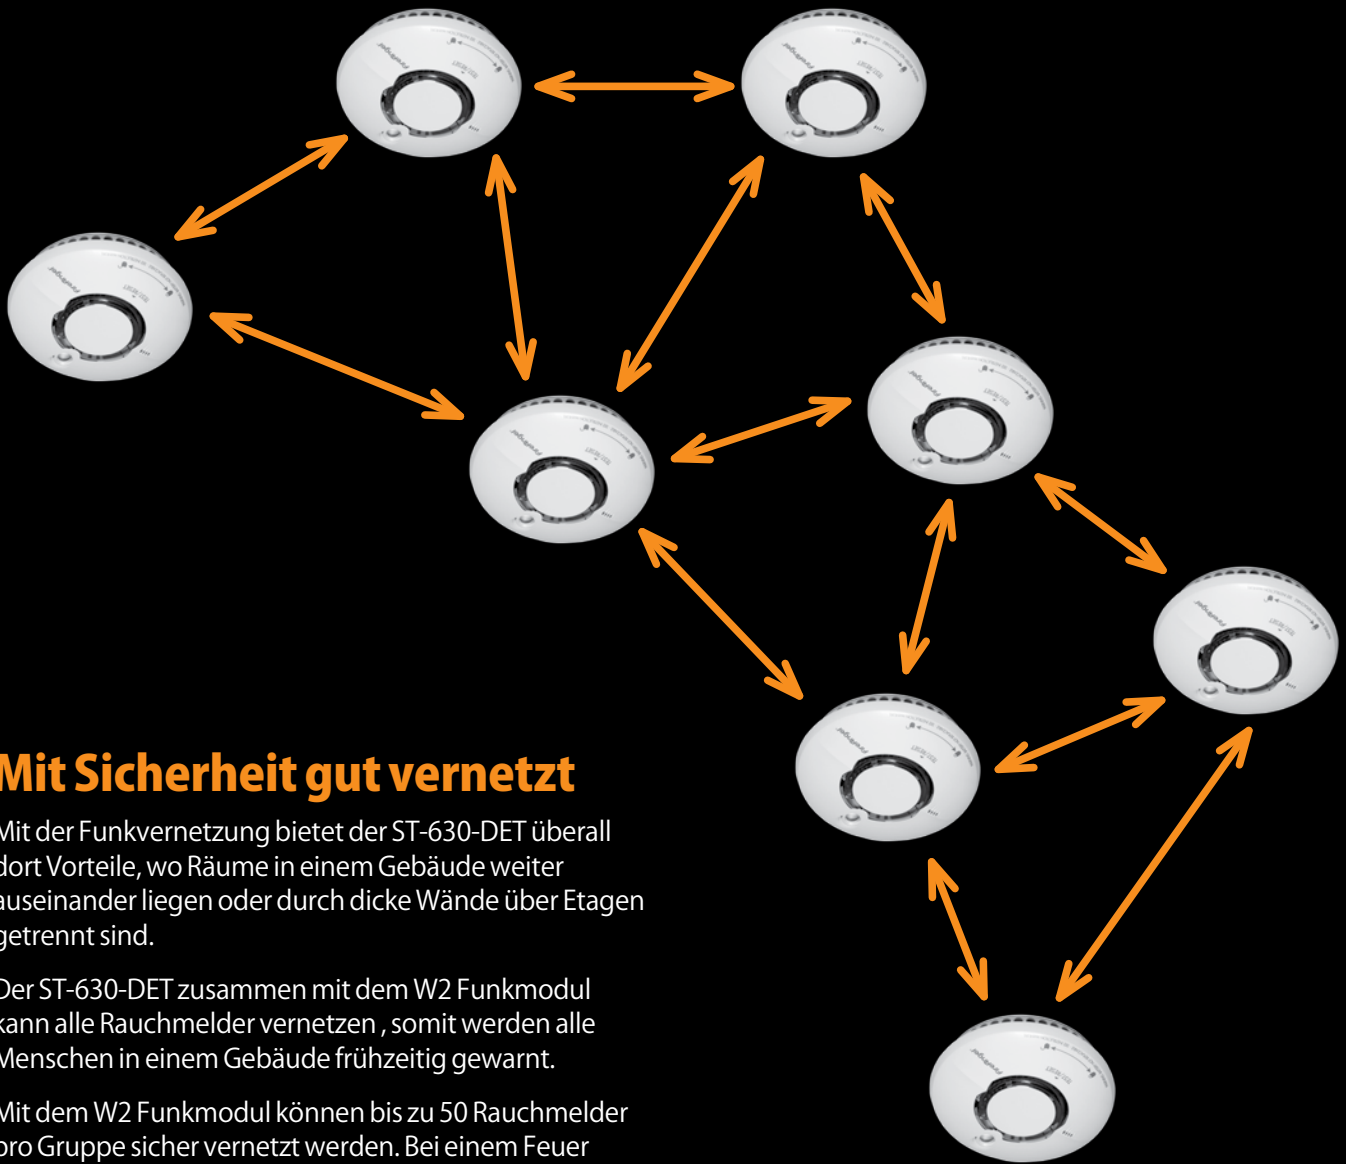 Mit Sicherheit gut vernetzt
Mit der Funkvernetzung bietet der ST-630-DET überall
dort Vorteile, wo Räume in einem Gebäude weiter
auseinander liegen oder durch dicke Wände über Etagen
getrennt sind.
Der ST-630-DET zusammen mit dem W2 Funkmodul
kann alle Rauchmelder vernetzen , somit werden alle
Menschen in einem Gebäude frühzeitig gewarnt.
Mit dem W2 Funkmodul können bis zu 50 Rauchmelder
pro Gruppe sicher vernetzt werden. Bei einem Feuer